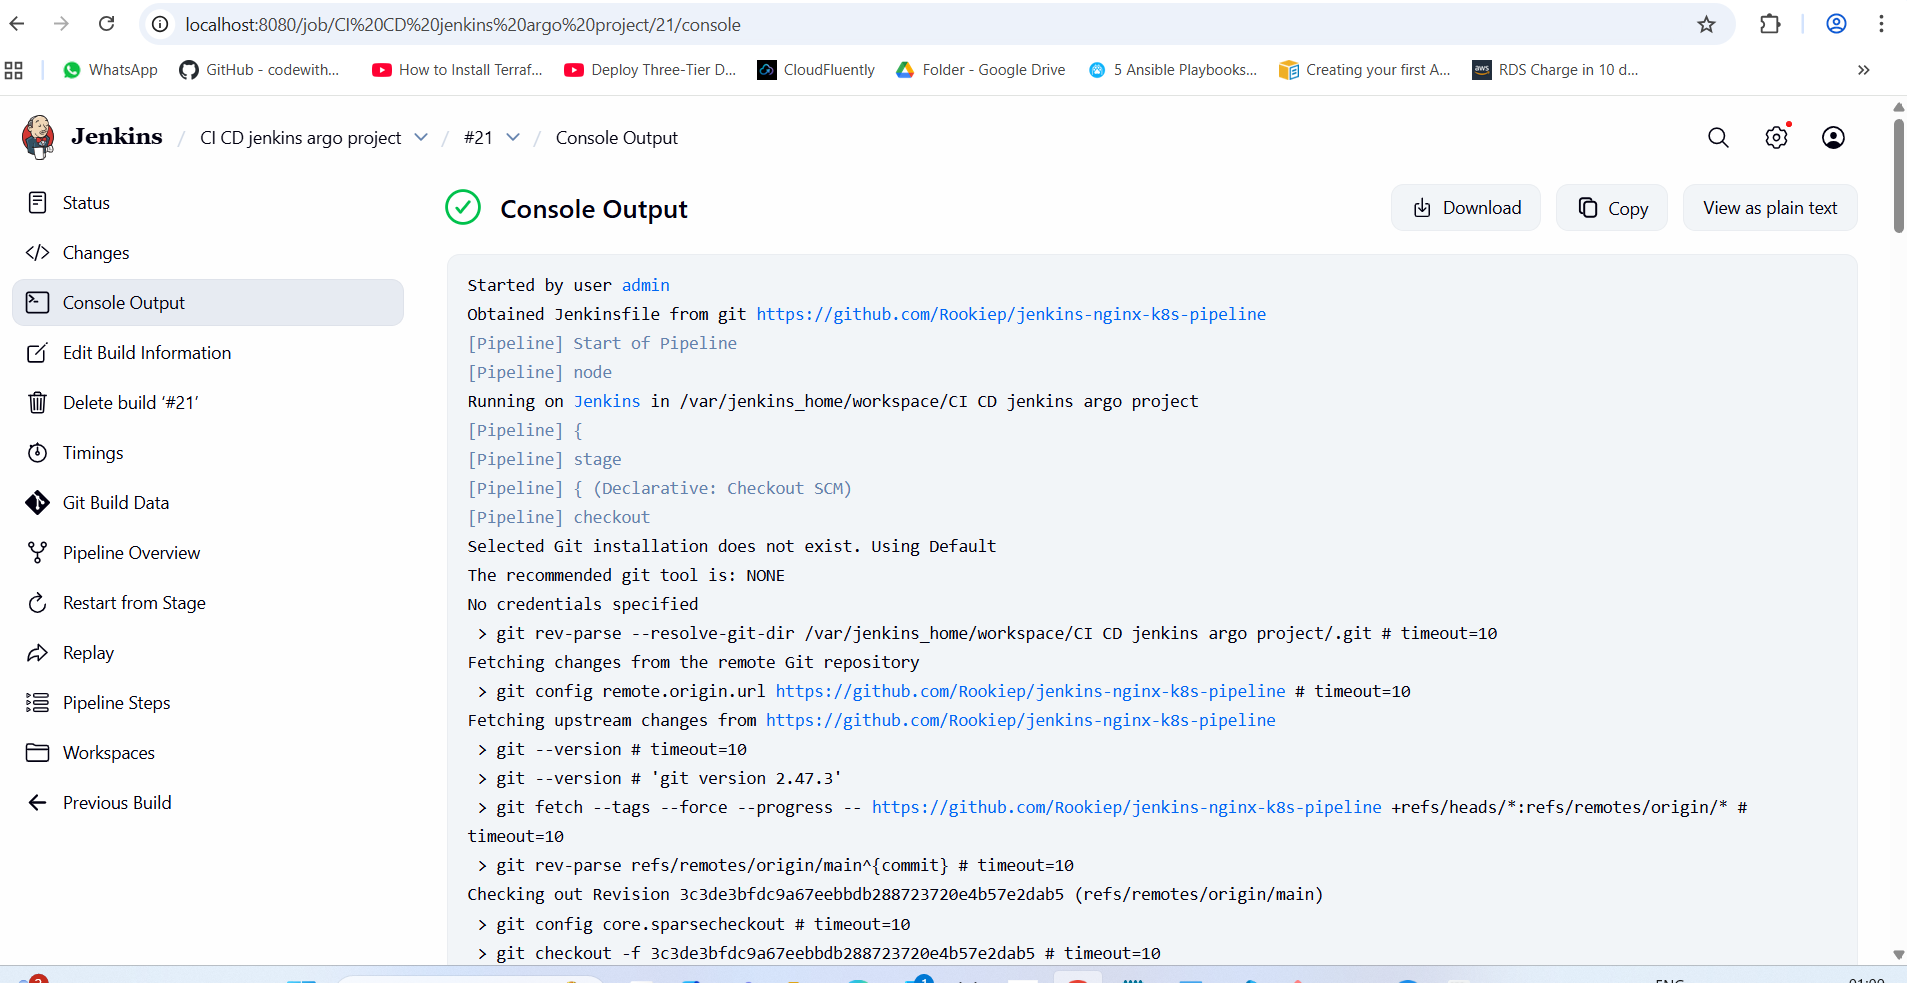 localhost:8080/job/CI%20CD%20jenkins%20argo%20project/21/console
WhatsApp
GitHub - codewith...
How to Install Terraf...
Deploy Three-Tier D...
CloudFluently
Folder - Google Drive
5 Ansible Playbooks...
Creating your first A...
aws
RDS Charge in 10 d...
»
Jenkins / CI CD jenkins argo project / #21 / Console Output
Status
Changes
Console Output
Edit Build Information
Delete build ‘#21’
Timings
Git Build Data
Pipeline Overview
Restart from Stage
Replay
Pipeline Steps
Workspaces
Previous Build
Console Output
Download
Copy
View as plain text
Started by user admin
Obtained Jenkinsfile from git https://github.com/Rookiep/jenkins-nginx-k8s-pipeline
[Pipeline] Start of Pipeline
[Pipeline] node
Running on Jenkins in /var/jenkins_home/workspace/CI CD jenkins argo project
[Pipeline] {
[Pipeline] stage
[Pipeline] { (Declarative: Checkout SCM)
[Pipeline] checkout
Selected Git installation does not exist. Using Default
The recommended git tool is: NONE
No credentials specified
> git rev-parse --resolve-git-dir /var/jenkins_home/workspace/CI CD jenkins argo project/.git # timeout=10
Fetching changes from the remote Git repository
> git config remote.origin.url https://github.com/Rookiep/jenkins-nginx-k8s-pipeline # timeout=10
Fetching upstream changes from https://github.com/Rookiep/jenkins-nginx-k8s-pipeline
> git --version # timeout=10
> git --version # 'git version 2.47.3'
> git fetch --tags --force --progress -- https://github.com/Rookiep/jenkins-nginx-k8s-pipeline +refs/heads/*:refs/remotes/origin/* #
timeout=10
> git rev-parse refs/remotes/origin/main^{commit} # timeout=10
Checking out Revision 3c3de3bfdc9a67eebbdb288723720e4b57e2dab5 (refs/remotes/origin/main)
> git config core.sparsecheckout # timeout=10
> git checkout -f 3c3de3bfdc9a67eebbdb288723720e4b57e2dab5 # timeout=10